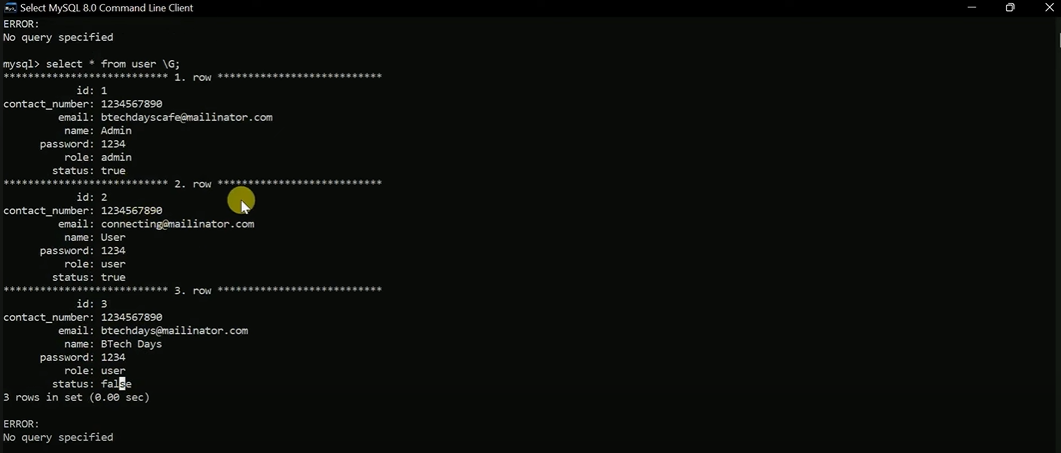 Select MySQL 8.0 Command Line Client
ERROR:
No query specified
mysql> select * from user \G;
*************************** 1. row ***************************
id: 1
contact_number: 1234567890
email: btechdayscafe@mailinator.com
name: Admin
password: 1234
role: admin
status: true
*************************** 2. row ***************************
id: 2
contact_number: 1234567890
email: connecting@mailinator.com
name: User
password: 1234
role: user
status: true
*************************** 3. row ***************************
id: 3
contact_number: 1234567890
email: btechdays@mailinator.com
name: BTech Days
password: 1234
role: user
status: false
3 rows in set (0.00 sec)
ERROR:
No query specified